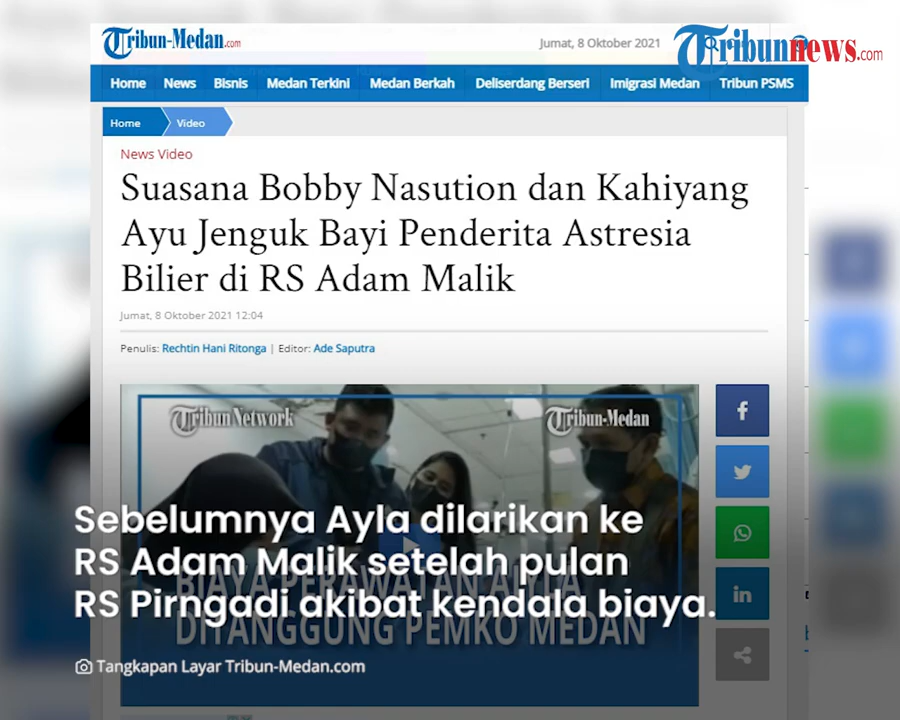 Tribun-Medan.com
Jumat, 8 Oktober 2021
Tribunnews.com
Home News Bisnis Medan Terkini Medan Berkah Deliserdang Berseri Imigrasi Medan Tribun PSMS
Home Video
News Video
Suasana Bobby Nasution dan Kahiyang
Ayu Jenguk Bayi Penderita Astresia
Bilier di RS Adam Malik
Jumat, 8 Oktober 2021 12:04
Penulis: Rechtin Hani Ritonga | Editor: Ade Saputra
Tribun Network
Tribun-Medan
Sebelumnya Ayla dilarikan ke
RS Adam Malik setelah pulan
RS Pirngadi akibat kendala biaya.
BIAYA PERAWATAN AYLA
DITANGGUNG PEMKO MEDAN
Tangkapan Layar Tribun-Medan.com